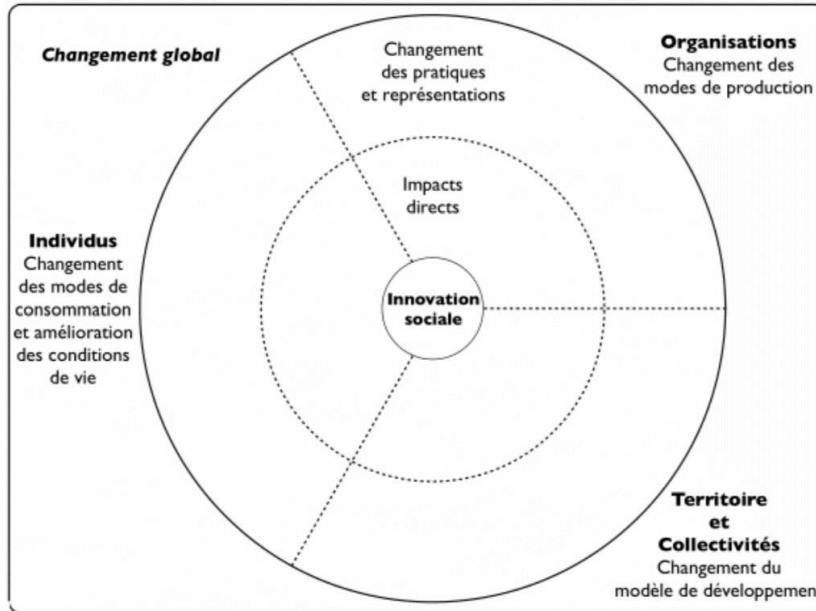 Changement global
Changement
des pratiques
et représentations
Organisations
Changement des
modes de production
Impacts
directs
Individus
Changement
des modes de
consommation
et amélioration
des conditions
de vie
Innovation
sociale
Territoire
et
Collectivités
Changement du
modèle de développemen